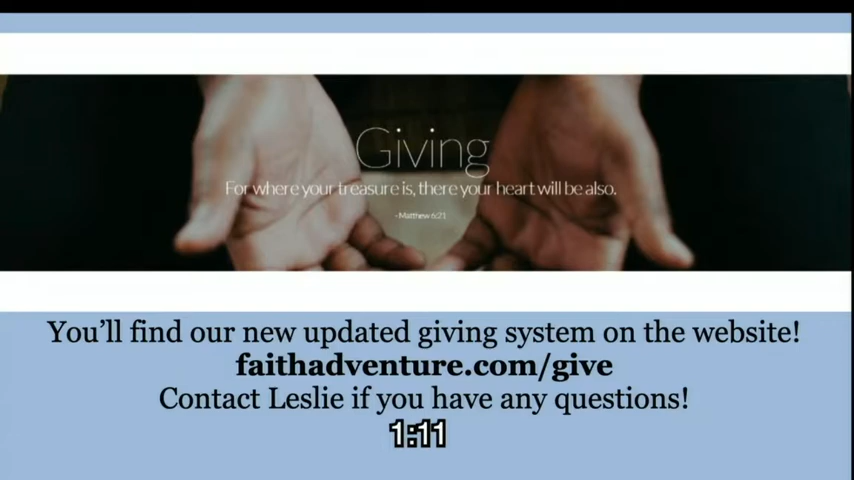 Giving
For where your treasure is, there your heart will be also.
- Matthew 6:21
You'll find our new updated giving system on the website!
faithadventure.com/give
Contact Leslie if you have any questions!
1:11